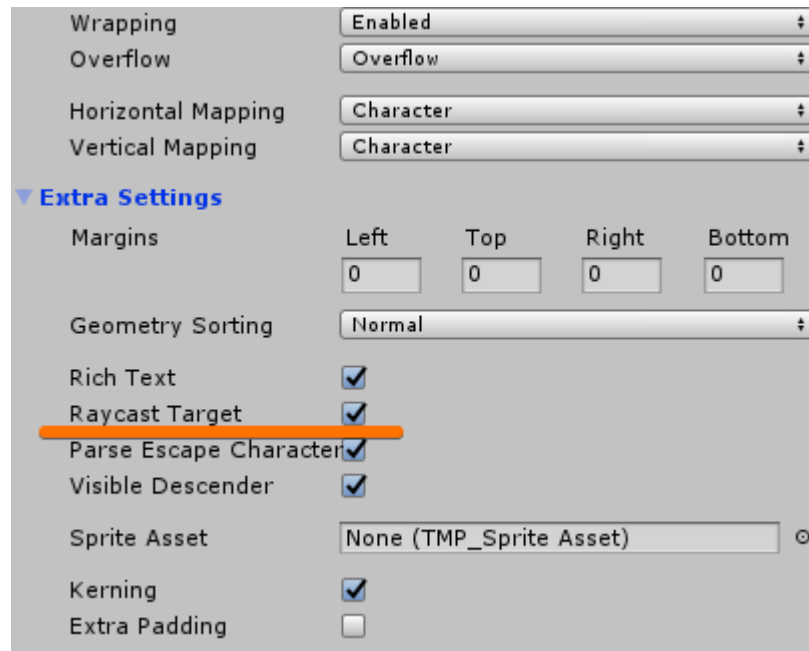 Wrapping Enabled
Overflow Overflow
Horizontal Mapping Character
Vertical Mapping Character
Extra Settings
Margins Left Top Right Bottom
0 0 0 0
Geometry Sorting Normal
Rich Text
Raycast Target
Parse Escape Character
Visible Descender
Sprite Asset None (TMP_Sprite Asset)
Kerning
Extra Padding